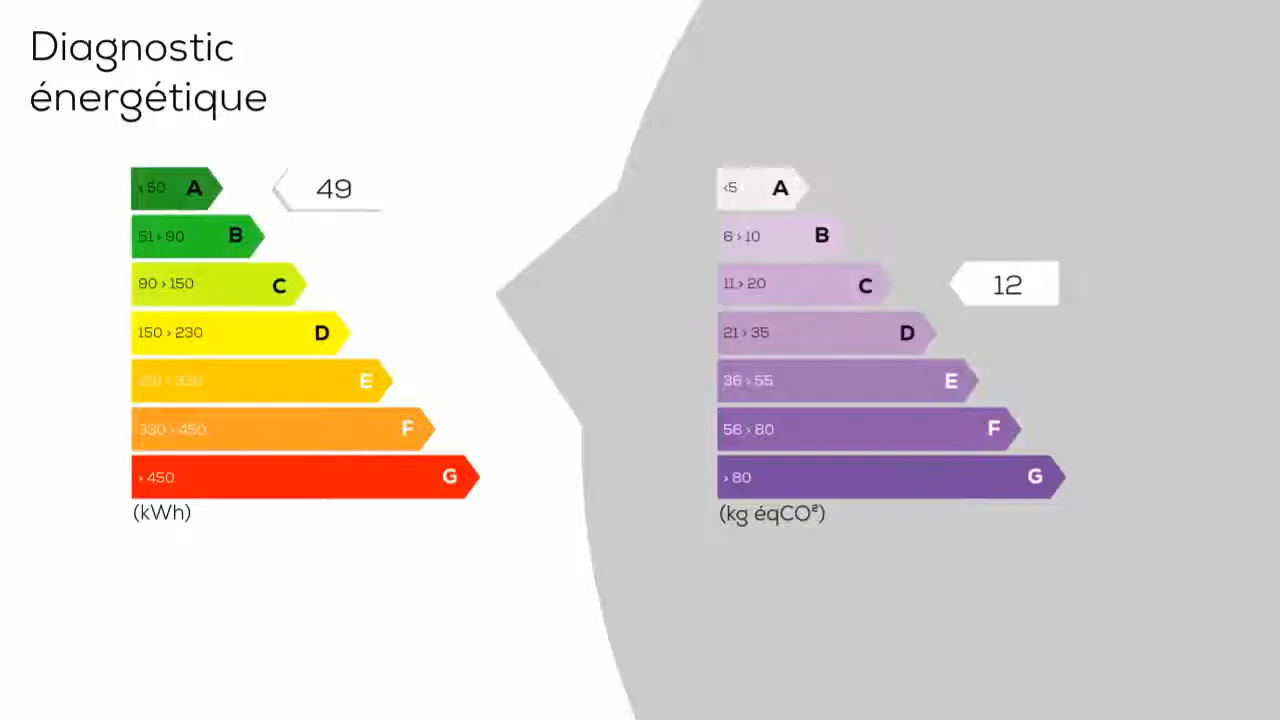 Diagnostic
énergétique
< 50 A
49
51 > 90 B
90 > 150 C
150 > 230 D
E
330 > 450 F
> 450 G
(kWh)
<5 A
6 > 10 B
11 > 20 C
12
21 > 35 D
36 > 55 E
56 > 80 F
> 80 G
(kg éqCO²)